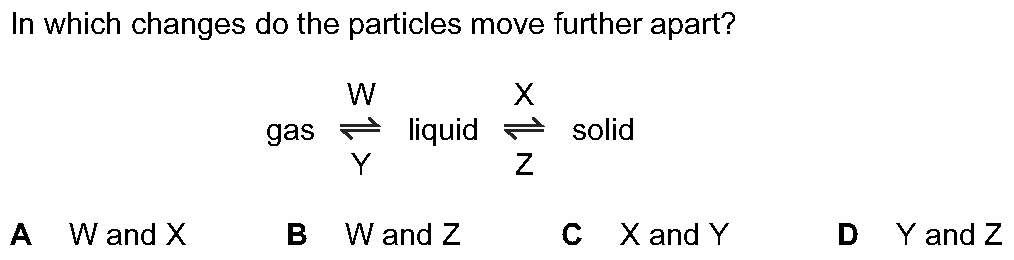 In which changes do the particles move further apart?
W X
gas ⇌ liquid ⇌ solid
Y Z
A W and X B W and Z C X and Y D Y and Z